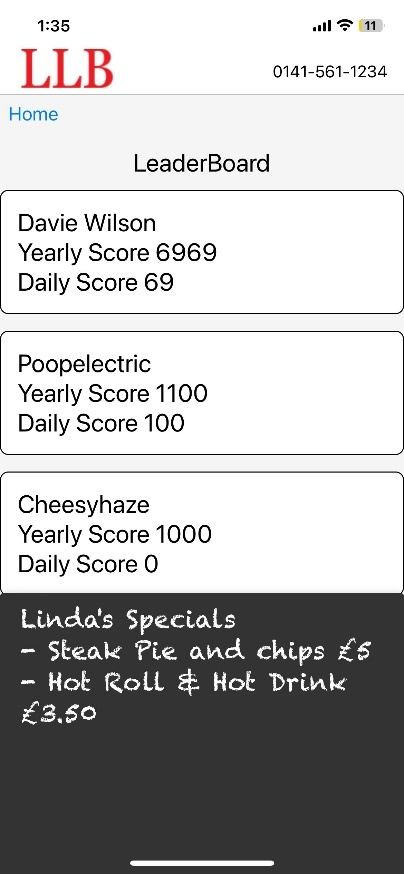 1:35
11
LLB
0141-561-1234
Home
LeaderBoard
Davie Wilson
Yearly Score 6969
Daily Score 69
Poopelectric
Yearly Score 1100
Daily Score 100
Cheesyhaze
Yearly Score 1000
Daily Score 0
Linda's Specials
- Steak Pie and chips £5
- Hot Roll & Hot Drink
£3.50